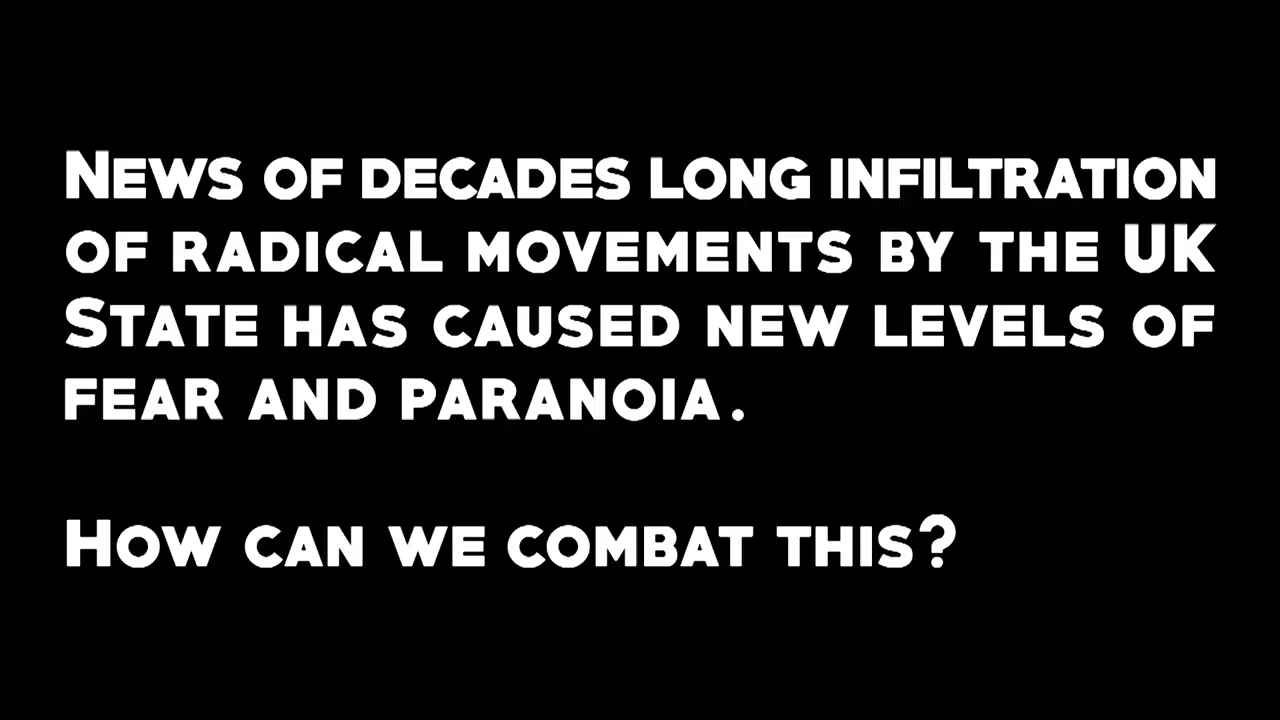 News of decades long infiltration
of radical movements by the UK
State has caused new levels of
fear and paranoia.
How can we combat this?